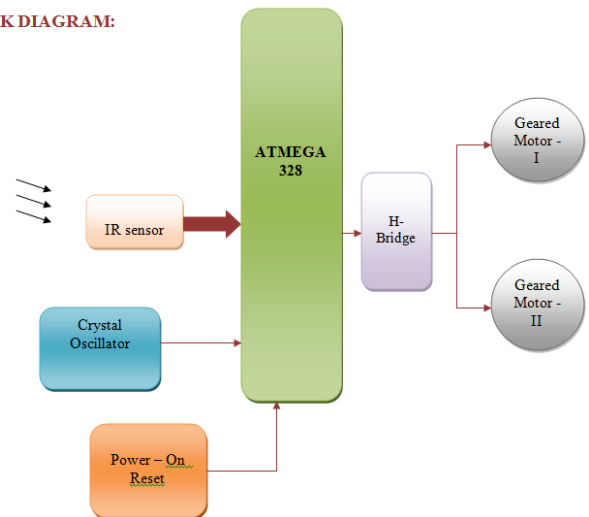 K DIAGRAM:
ATMEGA
328
IR sensor
Crystal
Oscillator
Power – On
Reset
H-
Bridge
Geared
Motor -
I
Geared
Motor -
II